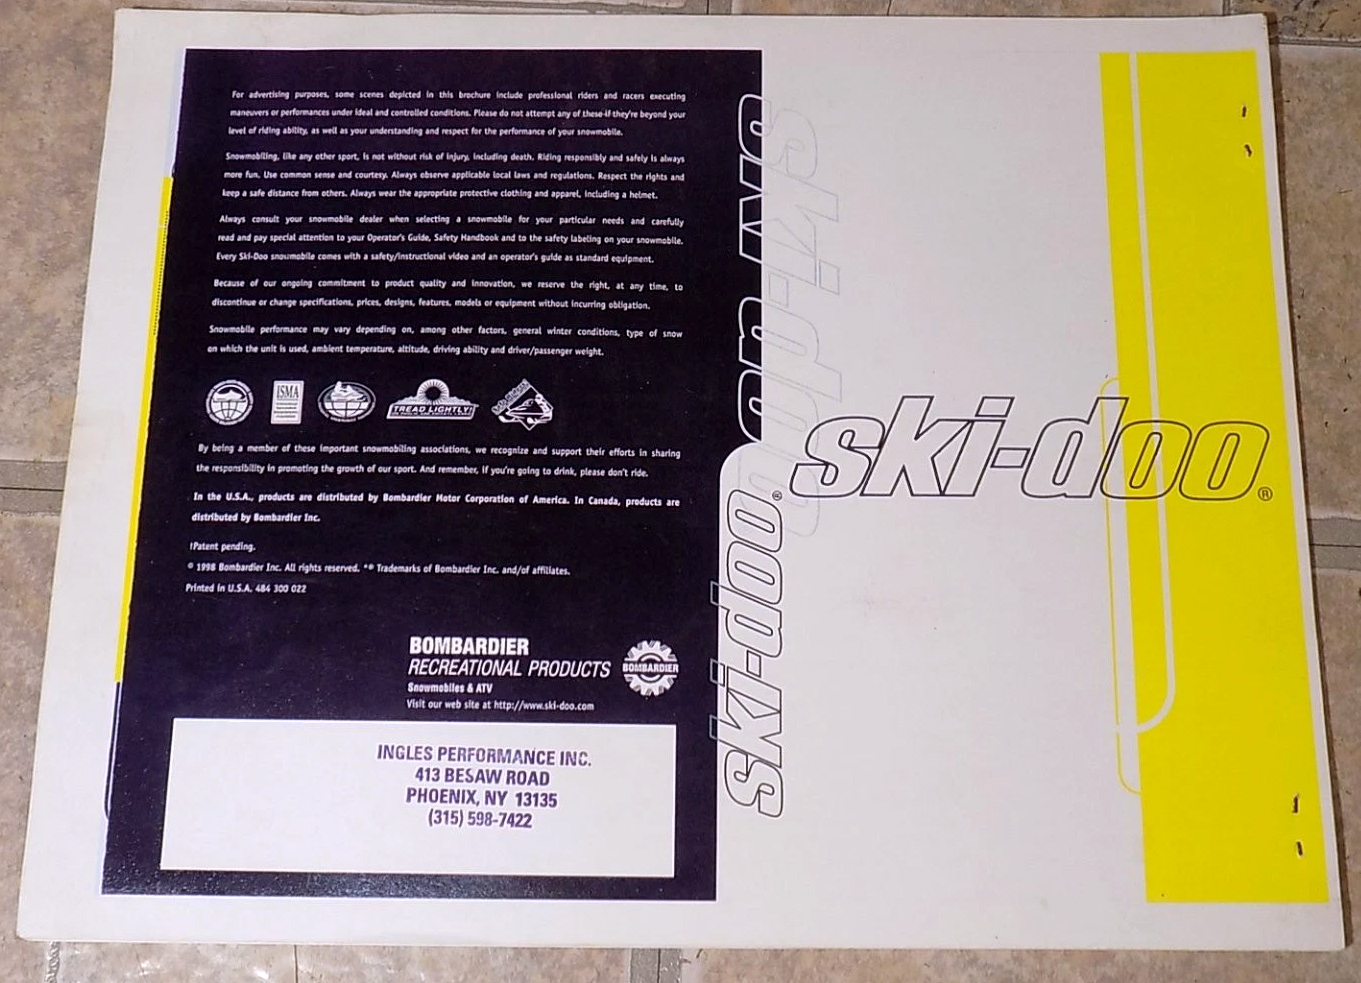 For advertising purposes, some scenes depicted in this brochure include professional riders and racers executing
maneuvers or performances under ideal and controlled conditions. Please do not attempt any of these if they're beyond your
level of riding ability, as well as your understanding and respect for the performance of your snowmobile.
Snowmobiling, like any other sport, is not without risk of injury, including death. Riding responsibly and safely is always
more fun. Use common sense and courtesy. Always observe applicable local laws and regulations. Respect the rights and
keep a safe distance from others. Always wear the appropriate protective clothing and apparel, including a helmet.
Always consult your snowmobile dealer when selecting a snowmobile for your particular needs and carefully
read and pay special attention to your Operator's Guide, Safety Handbook and to the safety labeling on your snowmobile.
Every Ski-Doo snowmobile comes with a safety/instructional video and an operator's guide as standard equipment.
Because of our ongoing commitment to product quality and innovation, we reserve the right, at any time, to
discontinue or change specifications, prices, designs, features, models or equipment without incurring obligation.
Snowmobile performance may vary depending on, among other factors, general winter conditions, type of snow
on which the unit is used, ambient temperature, altitude, driving ability and driver/passenger weight.
ISMA
TREAD LIGHTLY!
By being a member of these important snowmobiling associations, we recognize and support their efforts in sharing
the responsibility in promoting the growth of our sport. And remember, if you're going to drink, please don't ride.
In the U.S.A., products are distributed by Bombardier Motor Corporation of America. In Canada, products are
distributed by Bombardier Inc.
†Patent pending.
© 1998 Bombardier Inc. All rights reserved. ™® Trademarks of Bombardier Inc. and/of affiliates.
Printed in U.S.A. 484 300 022
BOMBARDIER
RECREATIONAL PRODUCTS
Snowmobiles & ATV
Visit our web site at http://www.ski-doo.com
BOMBARDIER
INGLES PERFORMANCE INC.
413 BESAW ROAD
PHOENIX, NY 13135
(315) 598-7422
ski-doo
ski-doo®
ski-doo®